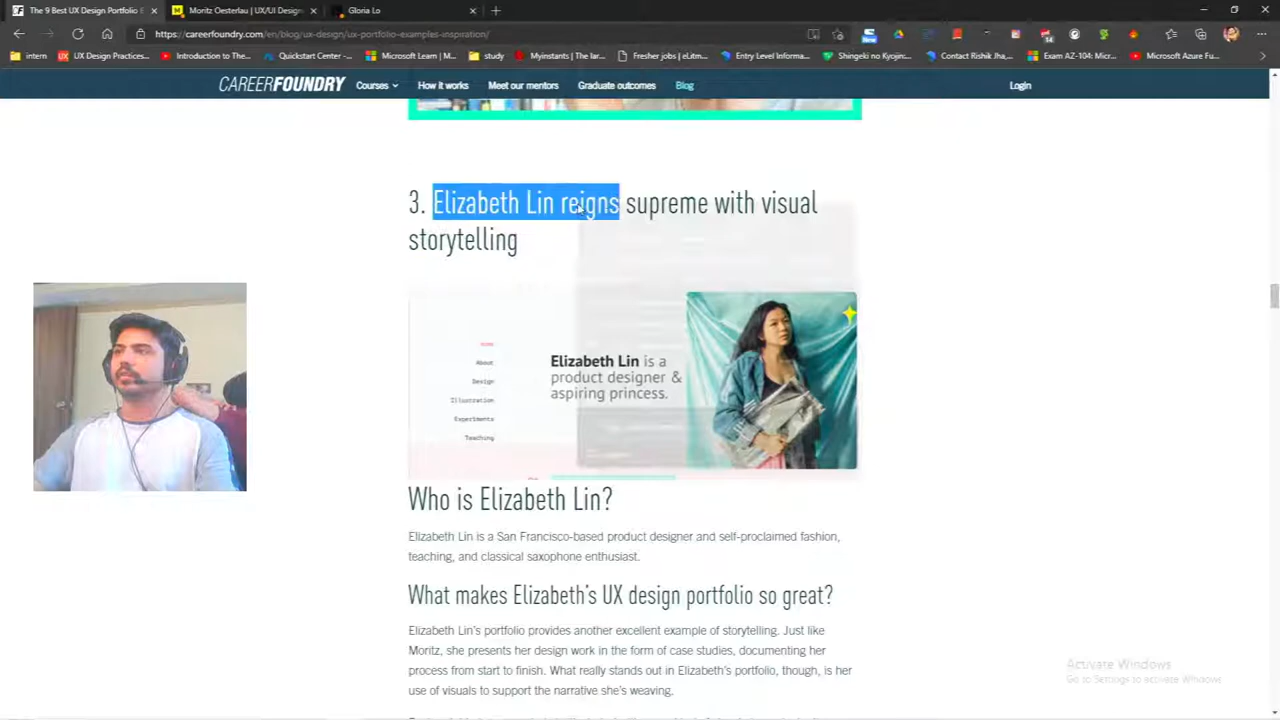 The 9 Best UX Design Portfolio
Moritz Oesterlau | UX/UI Design
Gloria Lo
https://careerfoundry.com/en/blog/ux-design/ux-portfolio-examples-inspiration/
intern
UX Design Practices...
Introduction to The...
Quickstart Center -...
Microsoft Learn | M...
study
Myinstants | The lar...
Fresher jobs | eLitm...
Entry Level Informa...
Shingeki no Kyojin:...
Contact Rishik Jha,...
Exam AZ-104: Micr...
Microsoft Azure Fu...
CAREERFOUNDRY
Courses
How it works
Meet our mentors
Graduate outcomes
Blog
Login
3. Elizabeth Lin reigns supreme with visual
storytelling
About
Design
Illustration
Experiments
Teaching
Elizabeth Lin is a
product designer &
aspiring princess.
Who is Elizabeth Lin?
Elizabeth Lin is a San Francisco-based product designer and self-proclaimed fashion,
teaching, and classical saxophone enthusiast.
What makes Elizabeth's UX design portfolio so great?
Elizabeth Lin's portfolio provides another excellent example of storytelling. Just like
Moritz, she presents her design work in the form of case studies, documenting her
process from start to finish. What really stands out in Elizabeth's portfolio, though, is her
use of visuals to support the narrative she's weaving.
Activate Windows
Go to Settings to activate Windows.